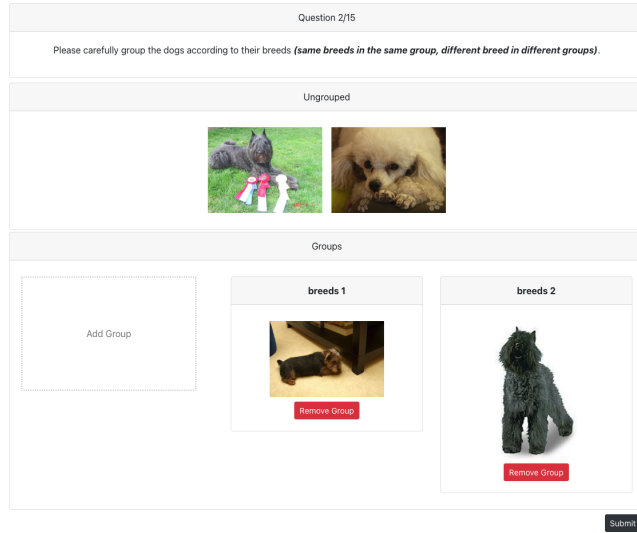 Question 2/15
Please carefully group the dogs according to their breeds (same breeds in the same group, different breed in different groups).
Ungrouped
Groups
Add Group
breeds 1
Remove Group
breeds 2
Remove Group
Submit